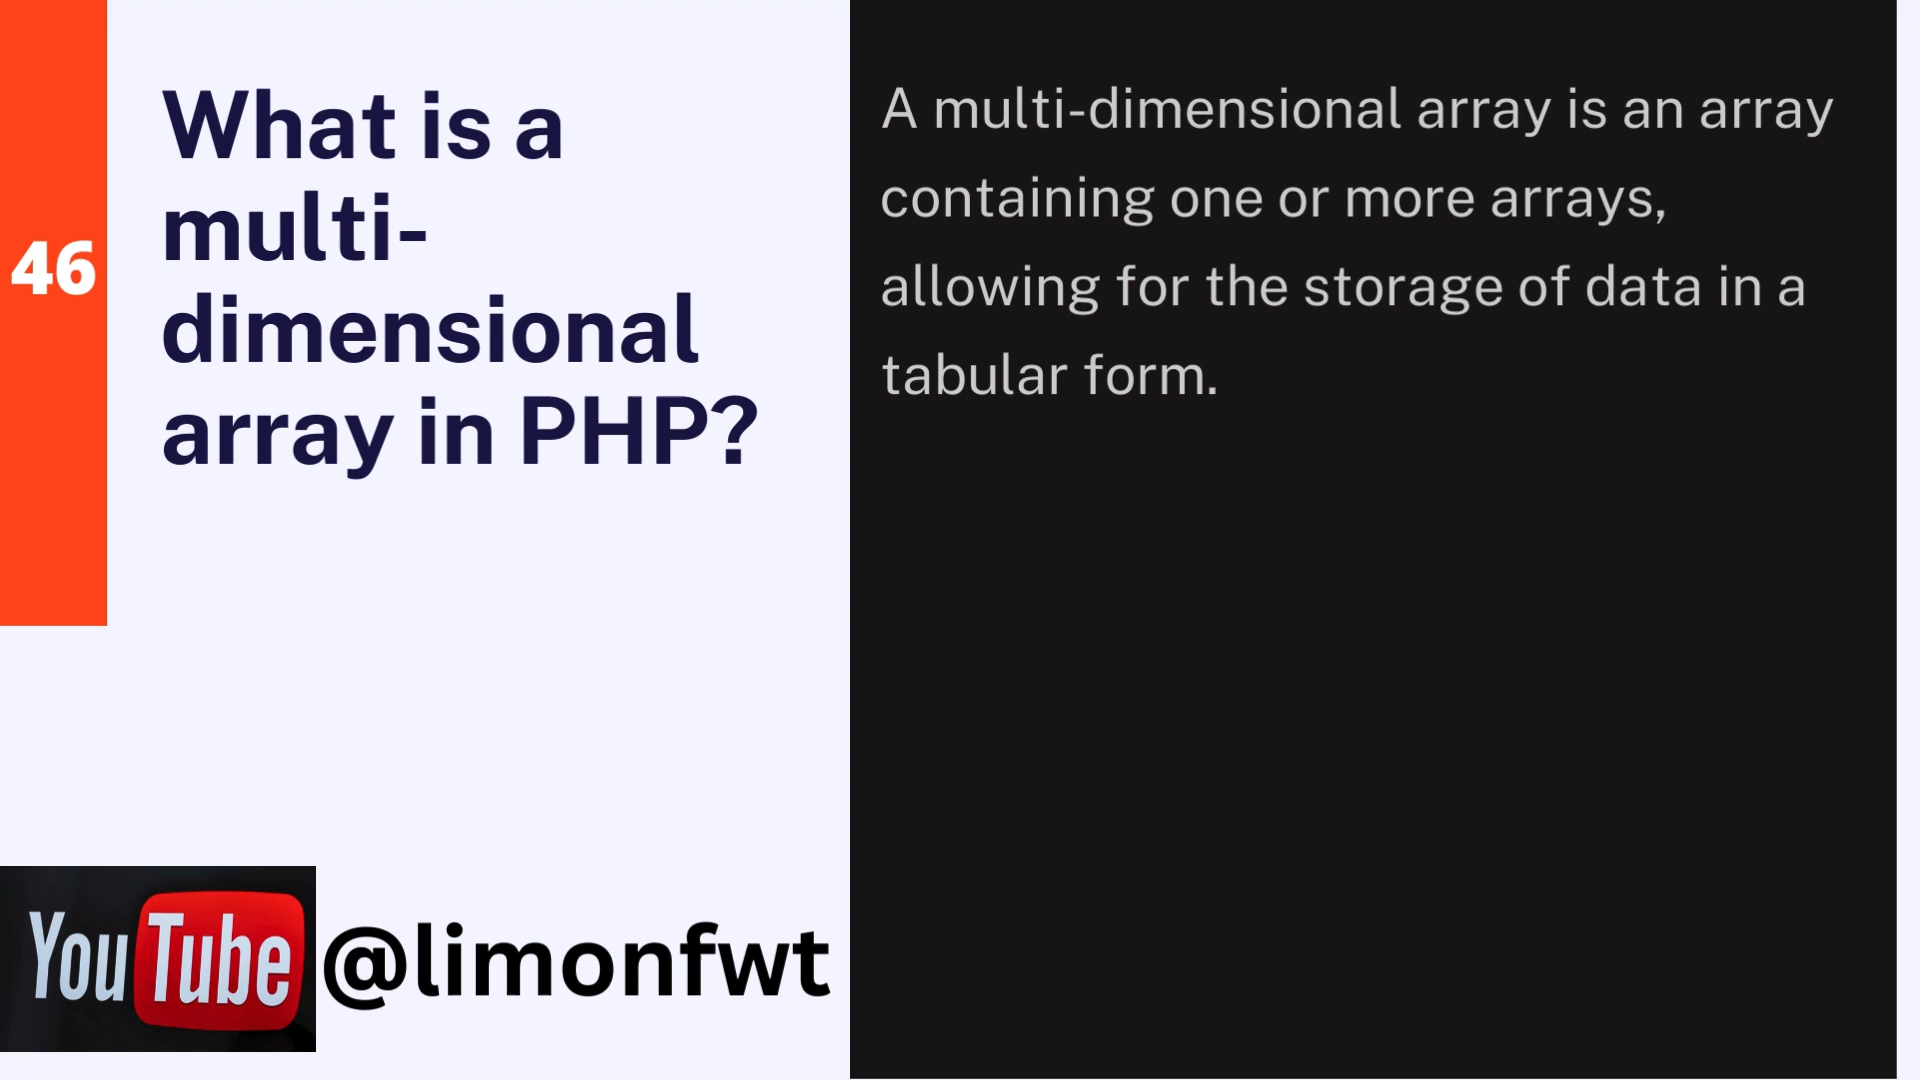 46
What is a
multi-
dimensional
array in PHP?
A multi-dimensional array is an array
containing one or more arrays,
allowing for the storage of data in a
tabular form.
YouTube
@limonfwt